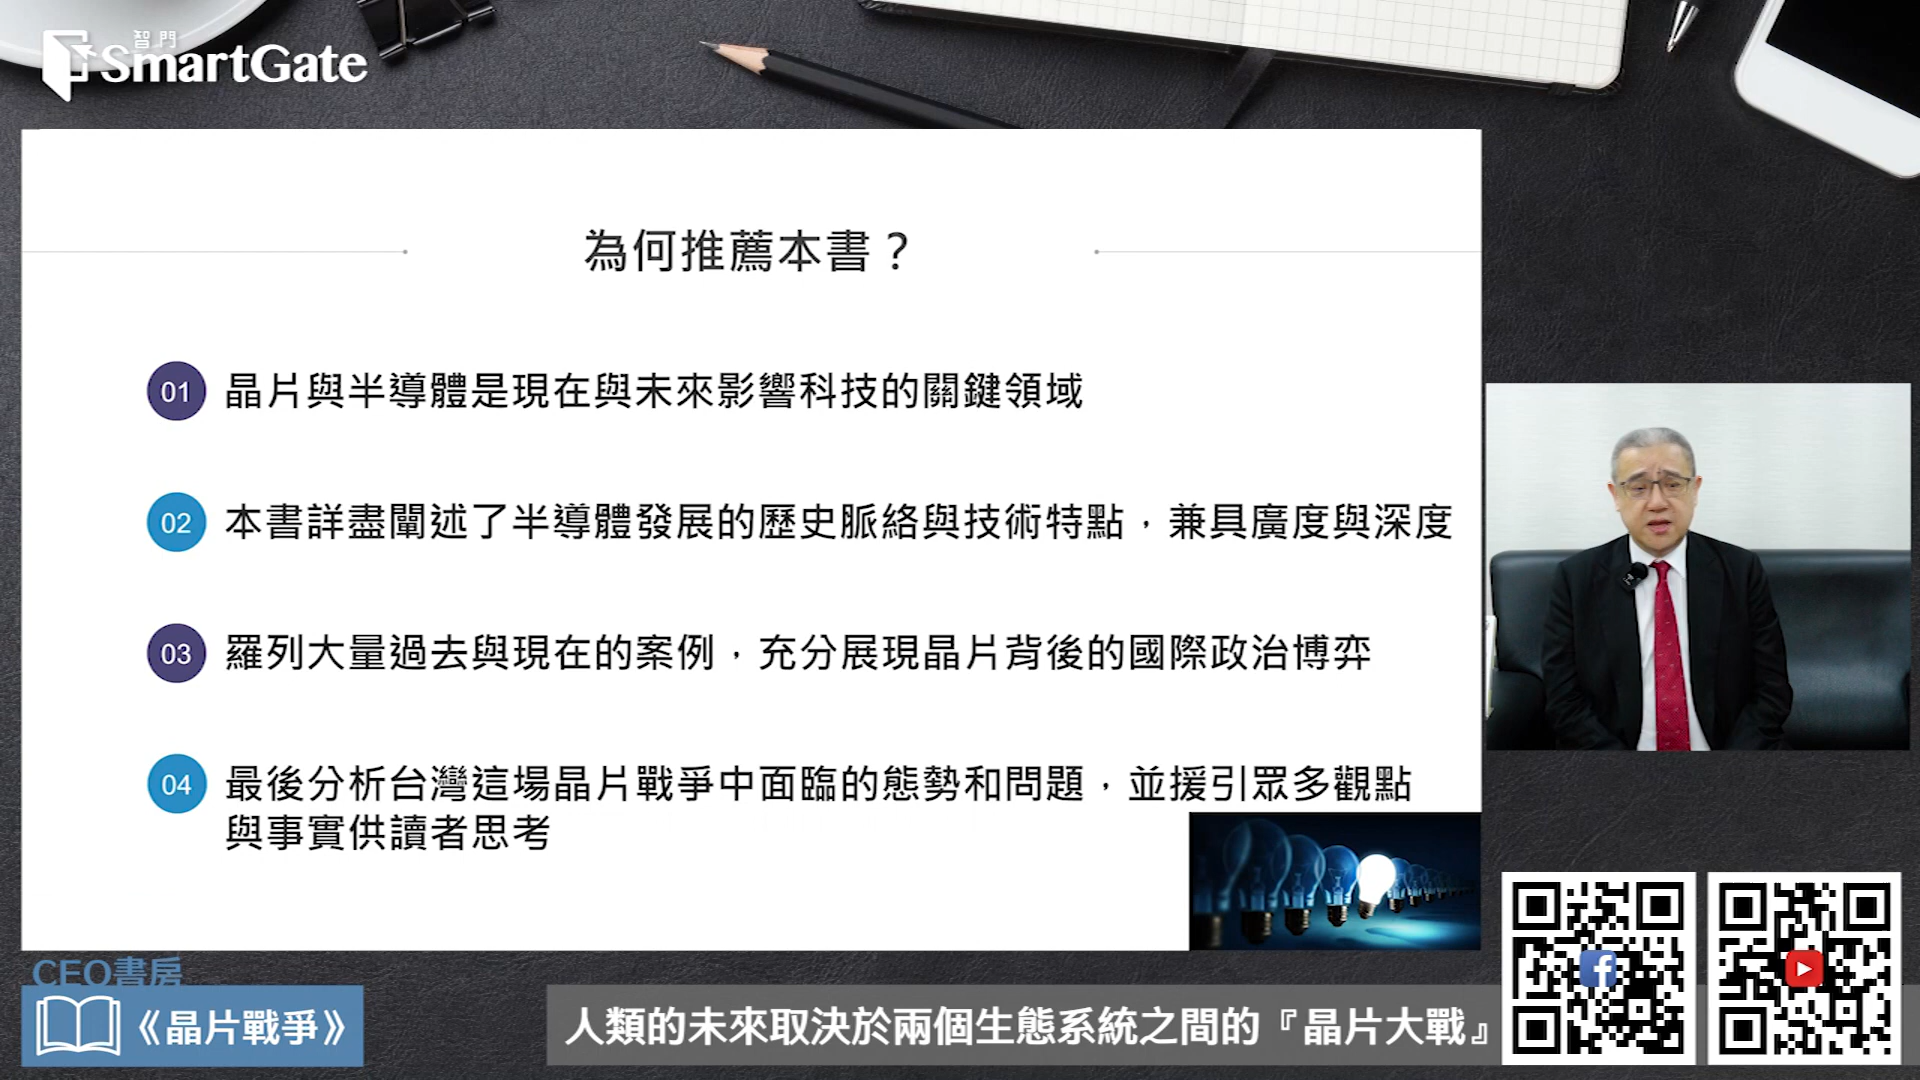 智門
SmartGate
為何推薦本書？
01 晶片與半導體是現在與未來影響科技的關鍵領域
02 本書詳盡闡述了半導體發展的歷史脈絡與技術特點，兼具廣度與深度
03 羅列大量過去與現在的案例，充分展現晶片背後的國際政治博弈
04 最後分析台灣這場晶片戰爭中面臨的態勢和問題，並援引眾多觀點
與事實供讀者思考
CEO書房
《晶片戰爭》
人類的未來取決於兩個生態系統之間的『晶片大戰』